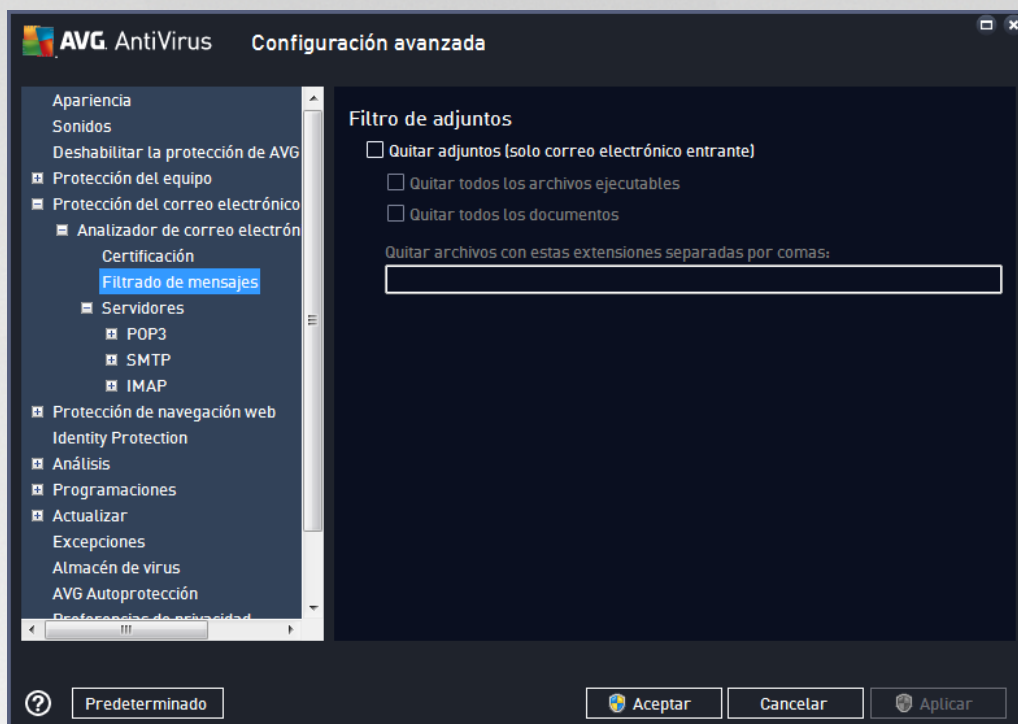 AVG. AntiVirus Configuración avanzada
Apariencia
Sonidos
Deshabilitar la protección de AVG
Protección del equipo
Protección del correo electrónico
Analizador de correo electrón
Certificación
Filtrado de mensajes
Servidores
POP3
SMTP
IMAP
Protección de navegación web
Identity Protection
Análisis
Programaciones
Actualizar
Excepciones
Almacén de virus
AVG Autoprotección
Preferencias de privacidad
Filtro de adjuntos
Quitar adjuntos (solo correo electrónico entrante)
Quitar todos los archivos ejecutables
Quitar todos los documentos
Quitar archivos con estas extensiones separadas por comas:
? Predeterminado Aceptar Cancelar Aplicar